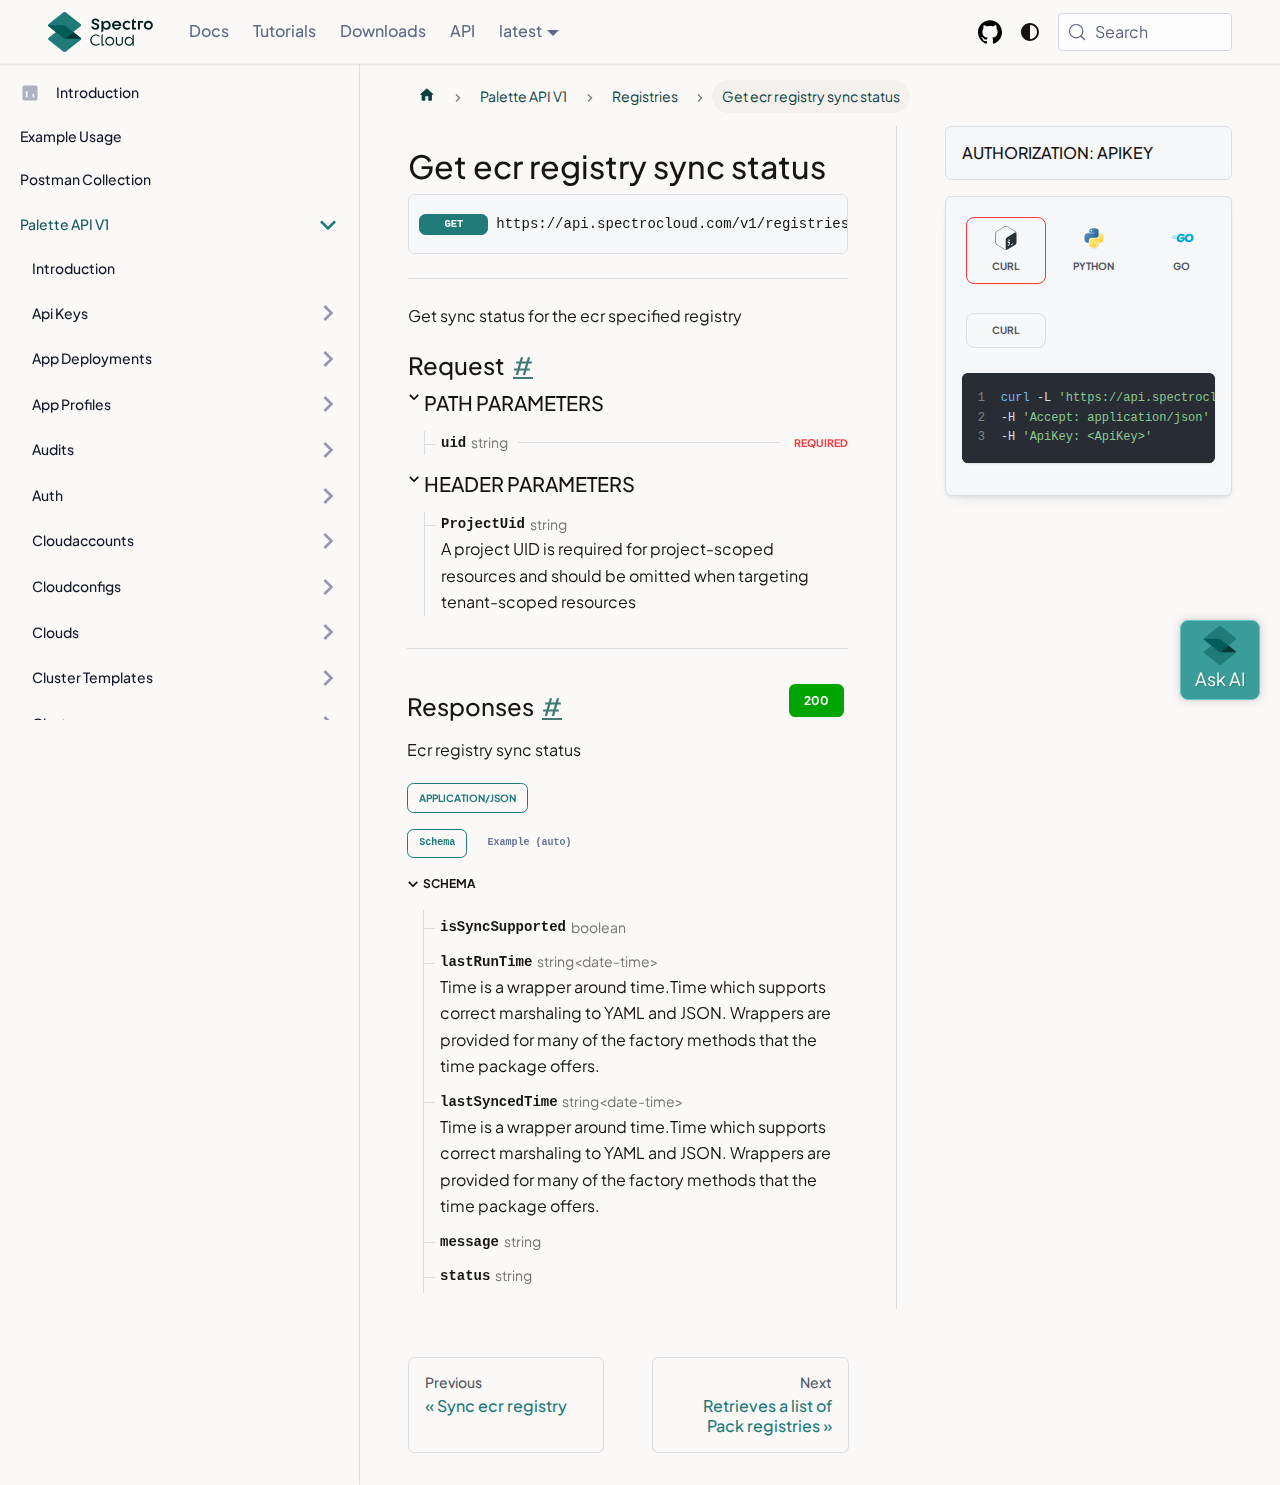 Spectro Cloud
Docs Tutorials Downloads API latest
Search
Introduction
Example Usage
Postman Collection
Palette API V1
Introduction
Api Keys
App Deployments
App Profiles
Audits
Auth
Cloudaccounts
Cloudconfigs
Clouds
Cluster Templates
Palette API V1 > Registries > Get ecr registry sync status
Get ecr registry sync status
GET https://api.spectrocloud.com/v1/registries
Get sync status for the ecr specified registry
Request #
PATH PARAMETERS
uid string REQUIRED
HEADER PARAMETERS
ProjectUid string
A project UID is required for project-scoped
resources and should be omitted when targeting
tenant-scoped resources
Responses #
200
Ecr registry sync status
APPLICATION/JSON
Schema Example (auto)
SCHEMA
isSyncSupported boolean
lastRunTime string<date-time>
Time is a wrapper around time.Time which supports
correct marshaling to YAML and JSON. Wrappers are
provided for many of the factory methods that the
time package offers.
lastSyncedTime string<date-time>
Time is a wrapper around time.Time which supports
correct marshaling to YAML and JSON. Wrappers are
provided for many of the factory methods that the
time package offers.
message string
status string
Previous
« Sync ecr registry
Next
Retrieves a list of
Pack registries »
AUTHORIZATION: APIKEY
CURL PYTHON GO
CURL
1 curl -L 'https://api.spectrocl
2 -H 'Accept: application/json'
3 -H 'ApiKey: <ApiKey>'
Ask AI